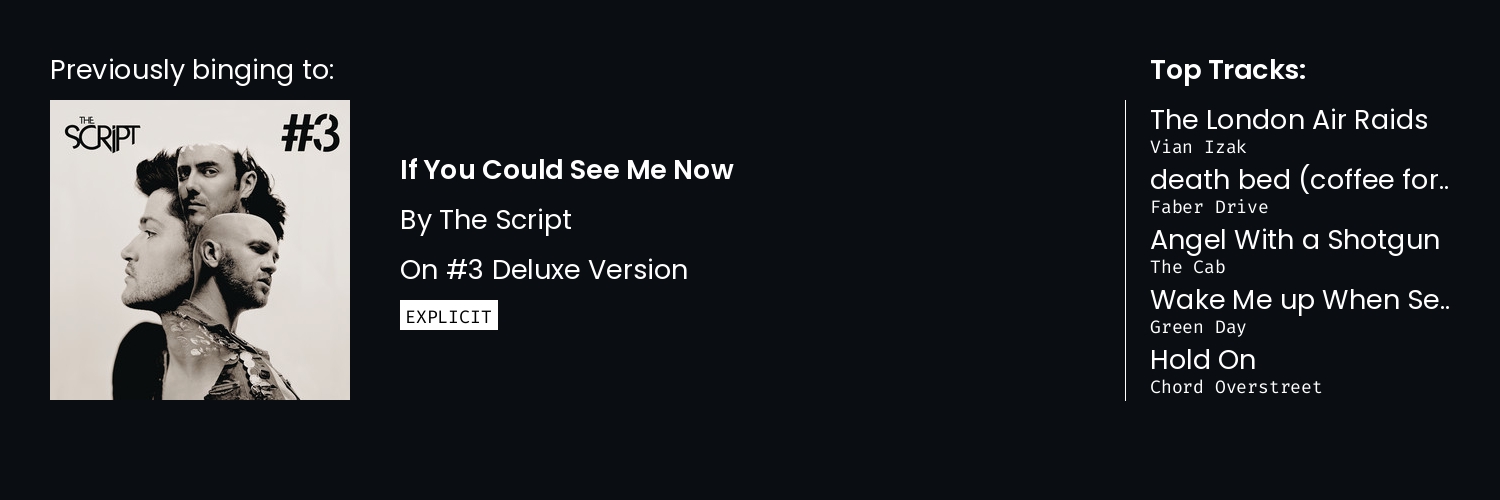 Previously binging to:
THE
SCRIPT
#3
If You Could See Me Now
By The Script
On #3 Deluxe Version
EXPLICIT
Top Tracks:
The London Air Raids
Vian Izak
death bed (coffee for..
Faber Drive
Angel With a Shotgun
The Cab
Wake Me up When Se..
Green Day
Hold On
Chord Overstreet